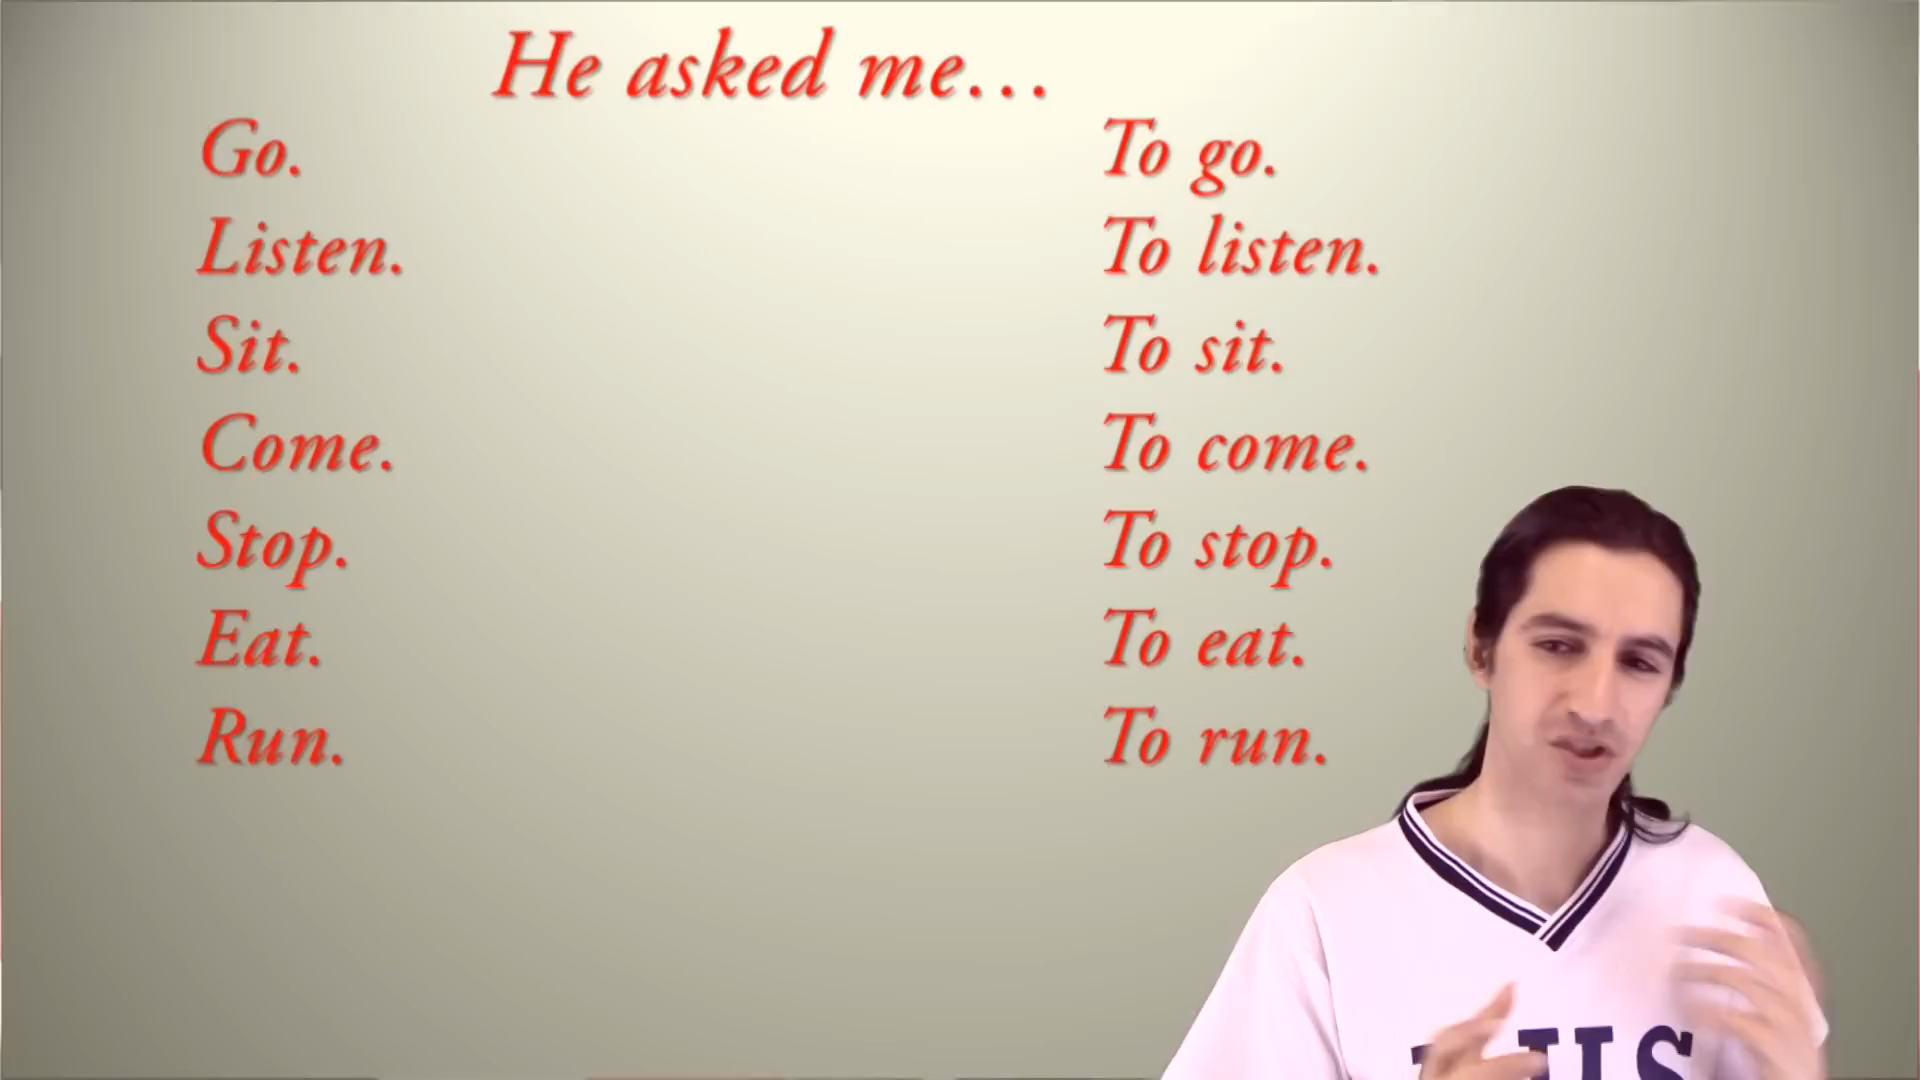 He asked me...
Go.
Listen.
Sit.
Come.
Stop.
Eat.
Run.
To go.
To listen.
To sit.
To come.
To stop.
To eat.
To run.